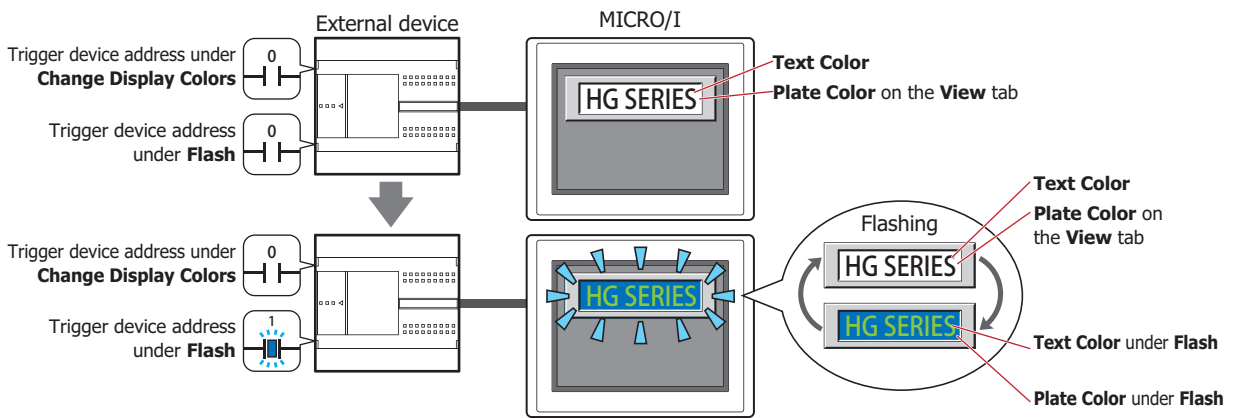 External device
MICRO/I
Trigger device address under
Change Display Colors
0
Trigger device address
under Flash
0
HG SERIES
Text Color
Plate Color on the View tab
Trigger device address under
Change Display Colors
0
Trigger device address
under Flash
1
HG SERIES
Flashing
HG SERIES
HG SERIES
Text Color
Plate Color on
the View tab
Text Color under Flash
Plate Color under Flash